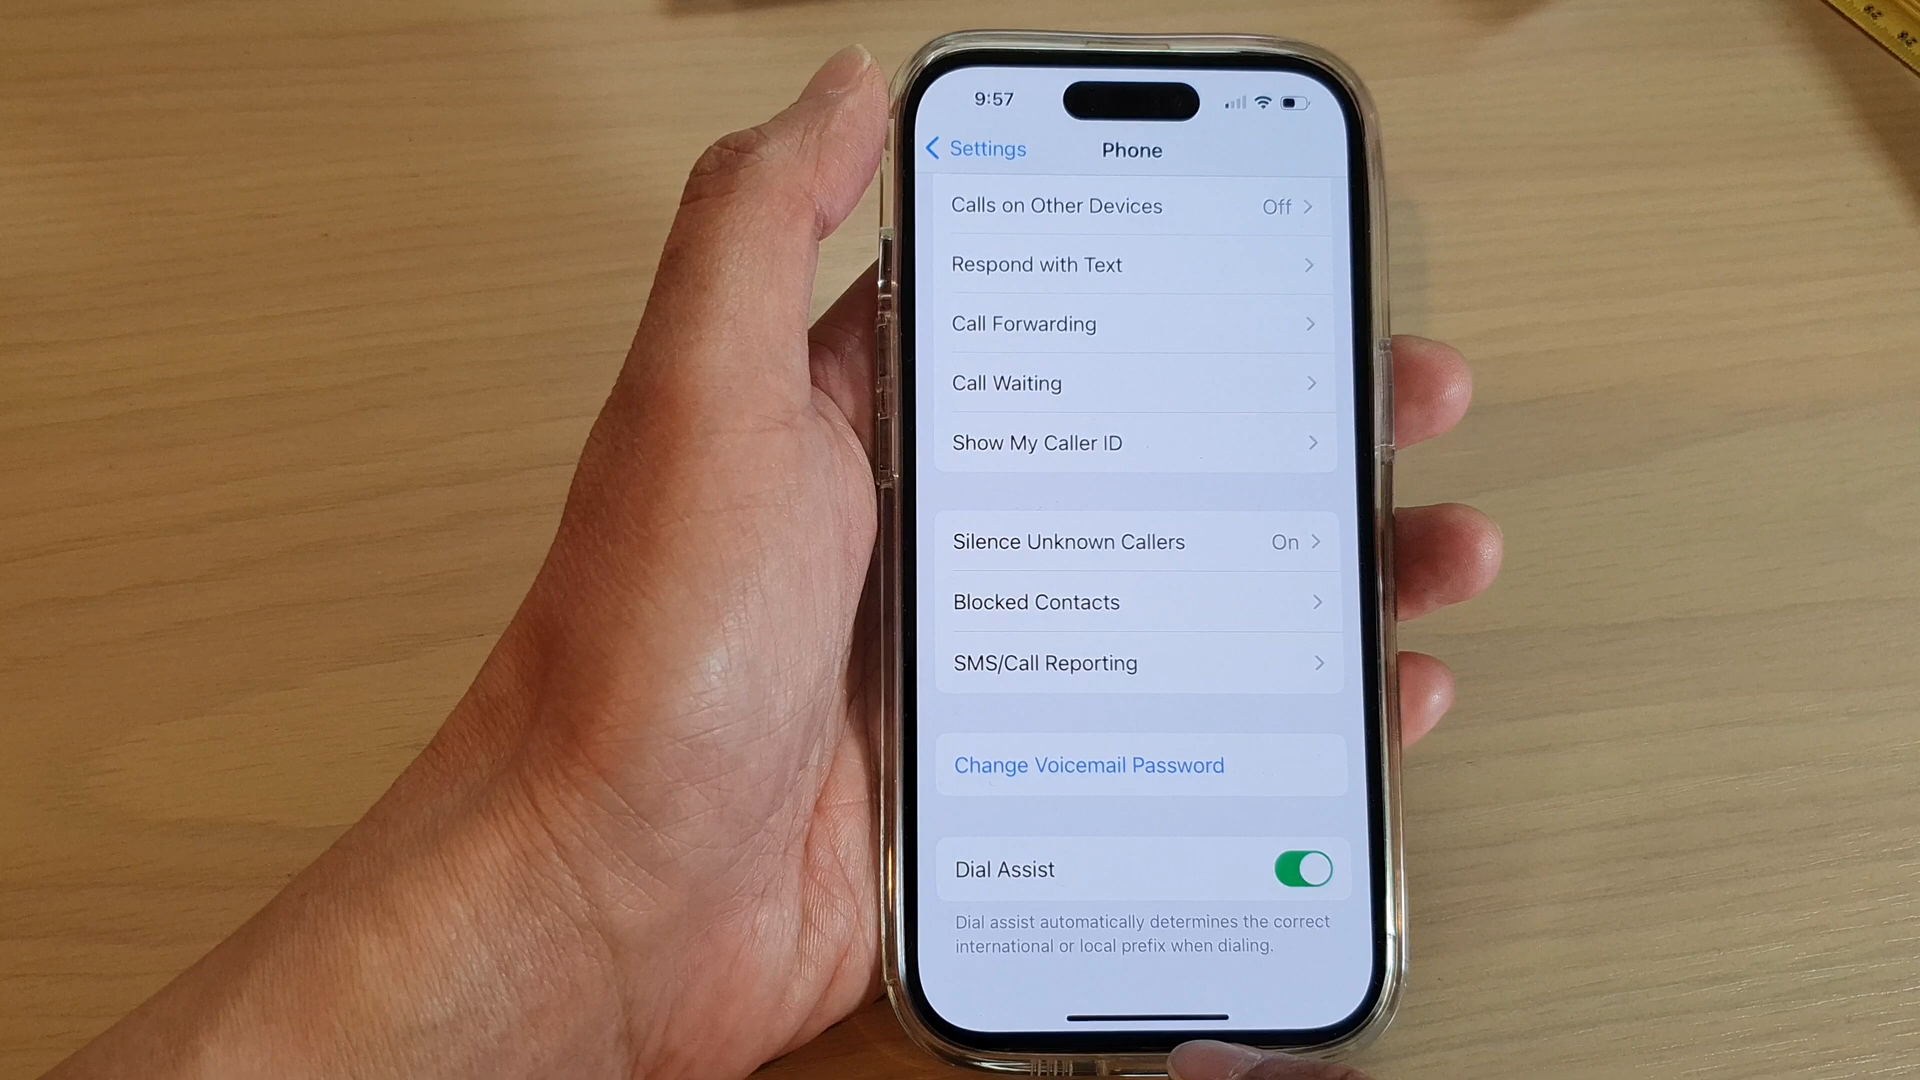 9:57
Settings
Phone
Calls on Other Devices Off
Respond with Text
Call Forwarding
Call Waiting
Show My Caller ID
Silence Unknown Callers On
Blocked Contacts
SMS/Call Reporting
Change Voicemail Password
Dial Assist
Dial assist automatically determines the correct
international or local prefix when dialing.